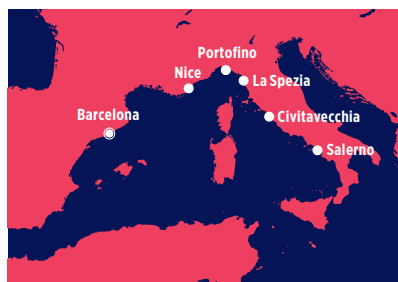 Portofino
Nice
La Spezia
Barcelona
Civitavecchia
Salerno